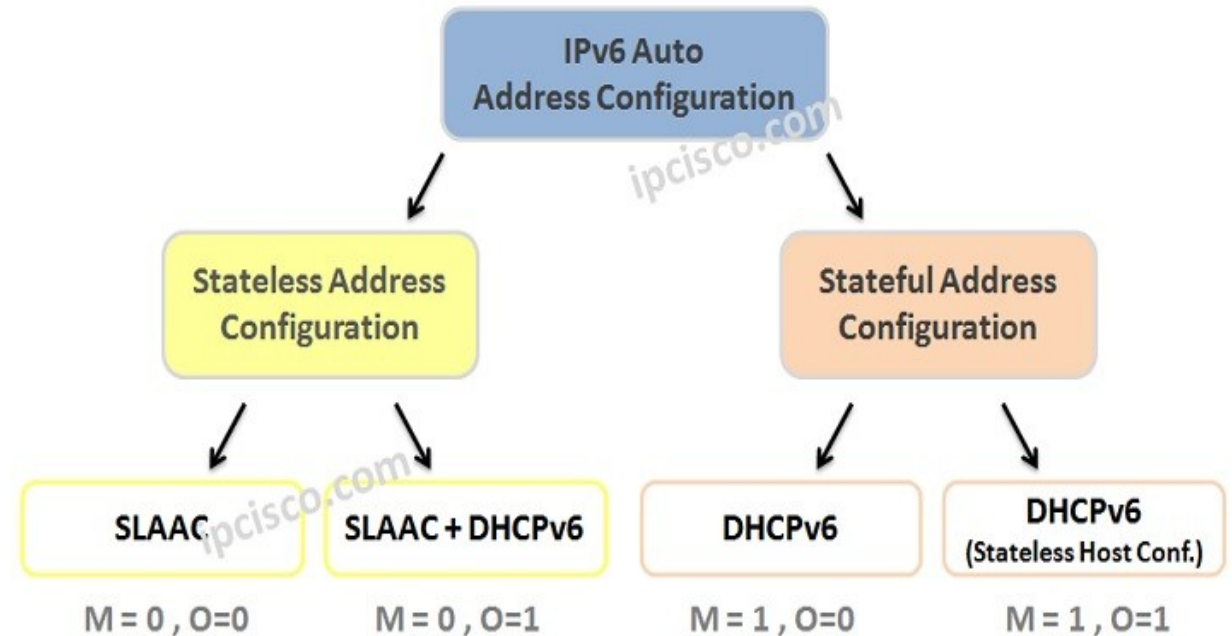 IPv6 Auto
Address Configuration
ipcisco.com
Stateless Address
Configuration
Stateful Address
Configuration
SLAAC
ipcisco.com
SLAAC + DHCPv6
DHCPv6
DHCPv6
(Stateless Host Conf.)
M = 0 , O=0
M = 0 , O=1
M = 1 , O=0
M = 1 , O=1